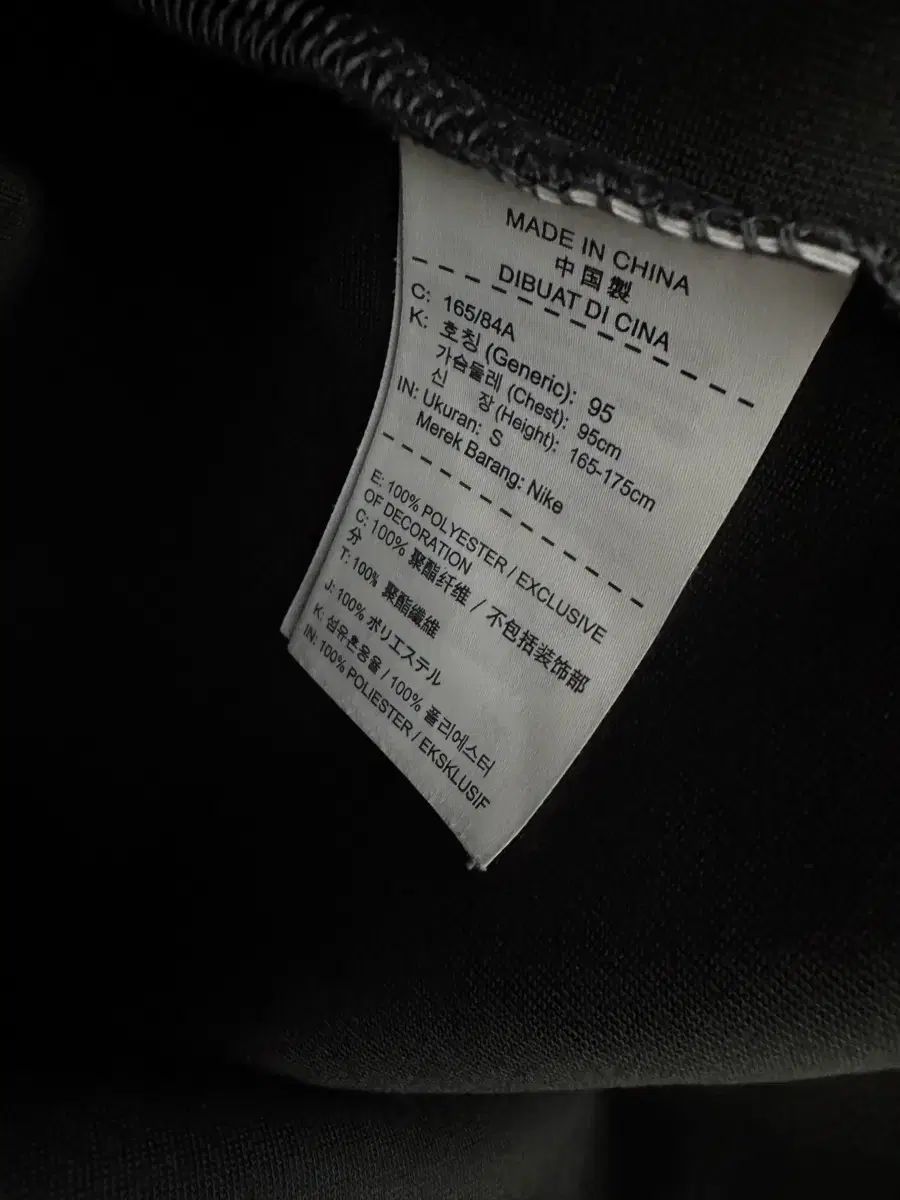 MADE IN CHINA
中国製
DIBUAT DI CINA
C: 165/84A
K: 호칭 (Generic): 95
가슴둘레 (Chest): 95cm
신 장 (Height): 165-175cm
IN: Ukuran: S
Merek Barang: Nike
E: 100% POLYESTER / EXCLUSIVE
OF DECORATION
C: 100% 聚酯纤维 / 不包括装饰部
分
T: 100% 聚酯纖維
J: 100% ポリエステル
K: 섬유혼용율 / 100% 폴리에스터
IN: 100% POLIESTER / EKSKLUSIF